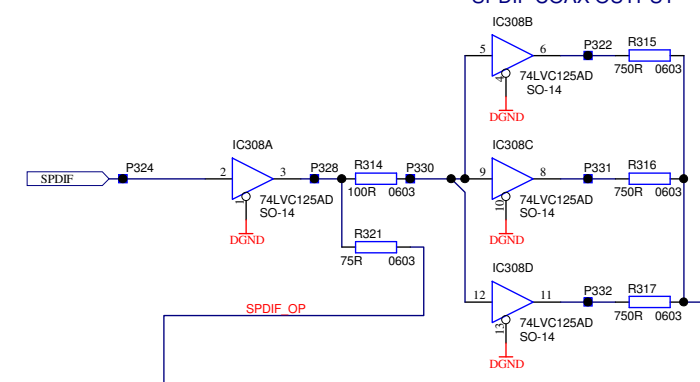 SPDIF COAX OUTPUT
IC308B
5
6
P322
R315
4
74LVC125AD
SO-14
750R
0603
DGND
IC308A
IC308C
SPDIF
P324
2
3
P328
R314
P330
9
8
P331
R316
1
74LVC125AD
SO-14
100R
0603
10
74LVC125AD
SO-14
750R
0603
DGND
R321
DGND
75R
0603
IC308D
SPDIF_OP
12
11
P332
R317
13
74LVC125AD
SO-14
750R
0603
DGND